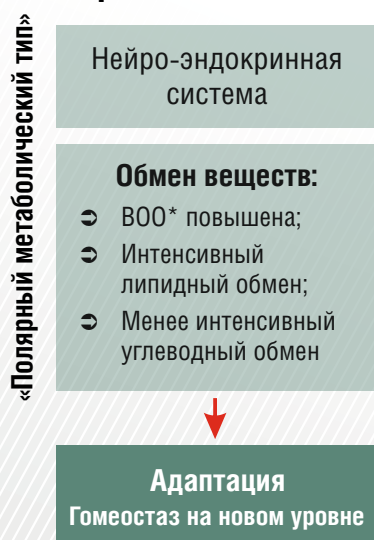 «Полярный метаболический тип»
Нейро-эндокринная
система
Обмен веществ:
➲ ВОО* повышена;
➲ Интенсивный
липидный обмен;
➲ Менее интенсивный
углеводный обмен
Адаптация
Гомеостаз на новом уровне